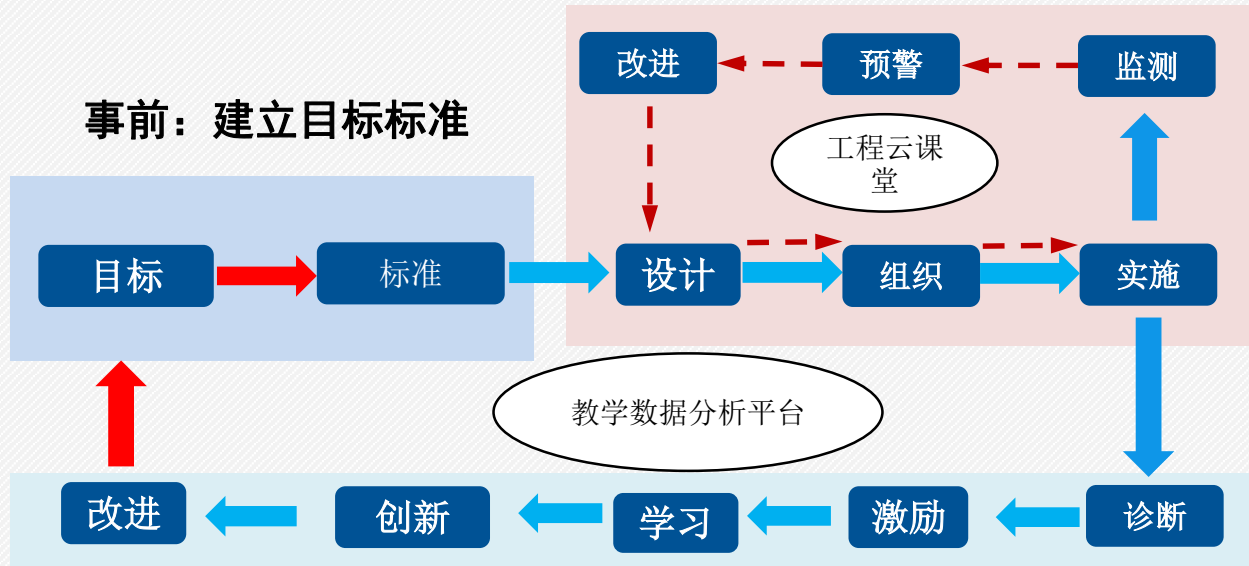 改进
预警
监测
事前：建立目标标准
工程云课
堂
目标
标准
设计
组织
实施
教学数据分析平台
改进
创新
学习
激励
诊断